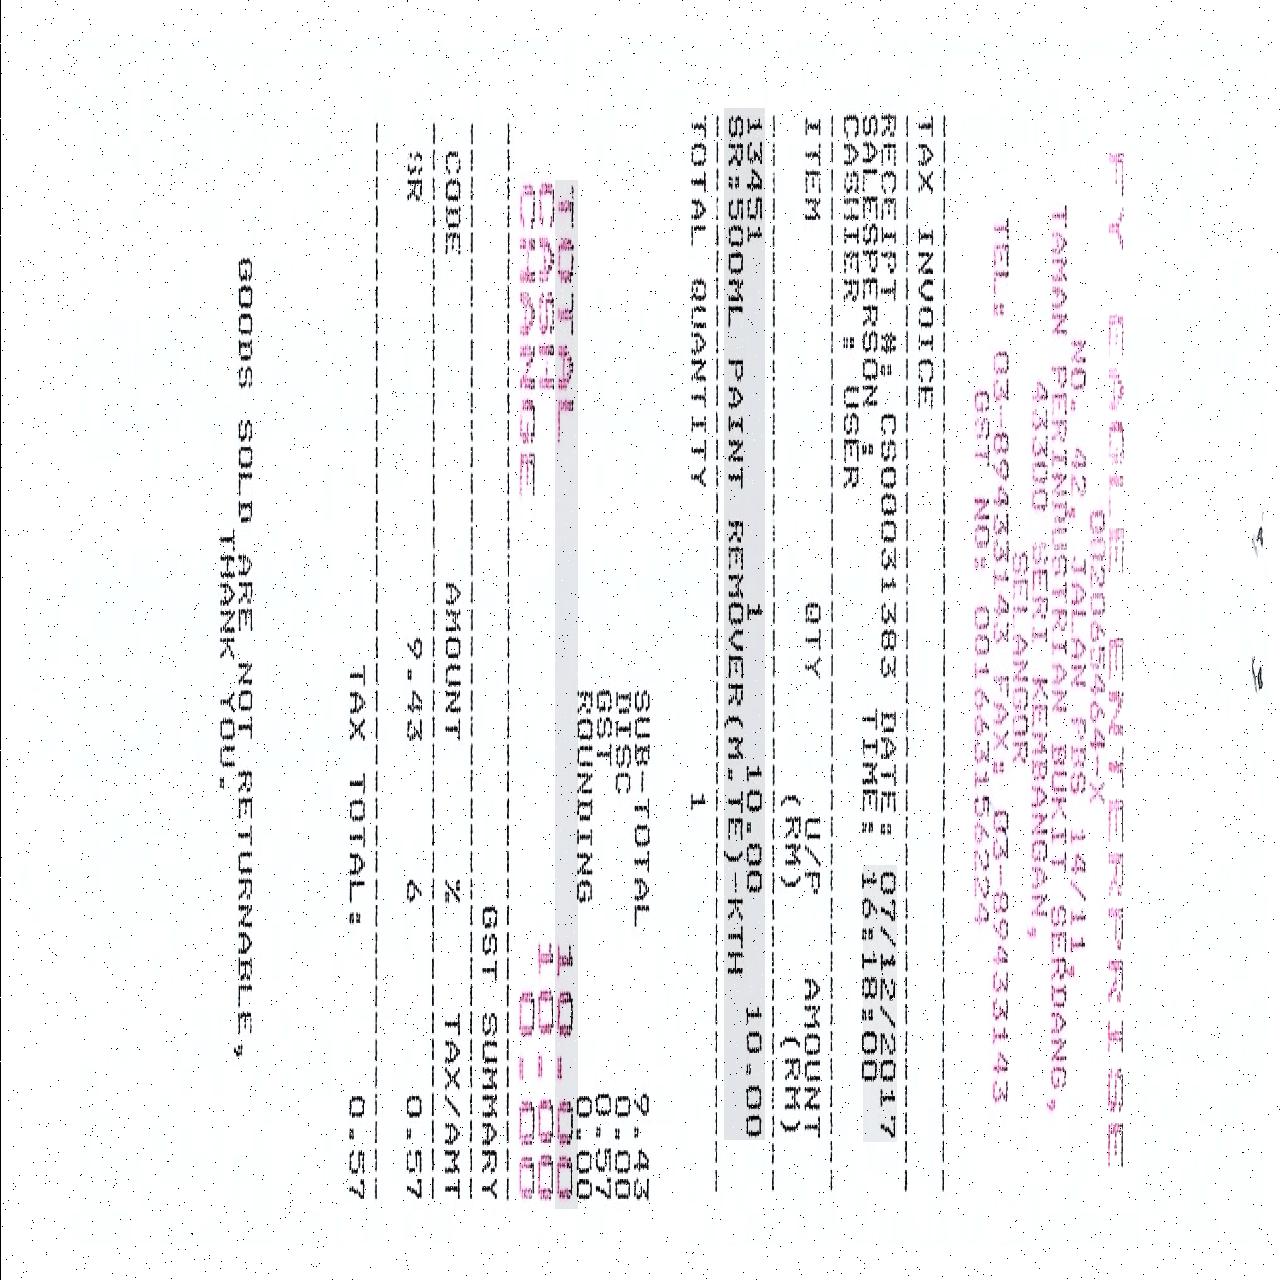 FY EAGLE ENTERPRISE
002065464-X
NO. 42, JALAN PBS 14/11,
TAMAN PERINDUSTRIAN BUKIT SERDANG,
43300 SERI KEMBANGAN,
SELANGOR
TEL: 03-89433143 FAX: 03-89433143
GST NO: 001663156224
TAX INVOICE
RECEIPT #: CS00031383 DATE: 07/12/2017
SALESPERSON : TIME: 16:18:00
CASHIER : USER
ITEM QTY U/P AMOUNT
(RM) (RM)
13451 1 10.00 10.00
SR:500ML PAINT REMOVER(M.TE)-KTH
TOTAL QUANTITY 1
SUB-TOTAL 9.43
DISC 0.00
GST 0.57
ROUNDING 0.00
TOTAL 10.00
CASH 10.00
CHANGE 0.00
GST SUMMARY
CODE AMOUNT % TAX/AMT
SR 9.43 6 0.57
TAX TOTAL: 0.57
GOODS SOLD ARE NOT RETURNABLE,
THANK YOU.